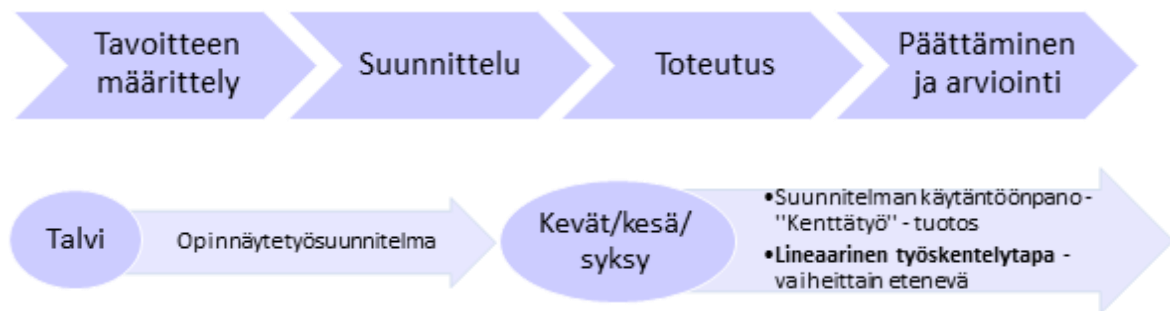 Tavoitteen
määrittely
Suunnittelu
Toteutus
Päättäminen
ja arviointi
Talvi
Opinnäytetyösuunnitelma
Kevät/kesä/
syksy
•Suunnitelman käytäntöönpano -
"Kenttätyö" - tuotos
•Lineaarinen työskentelytapa -
vaiheittain etenevä